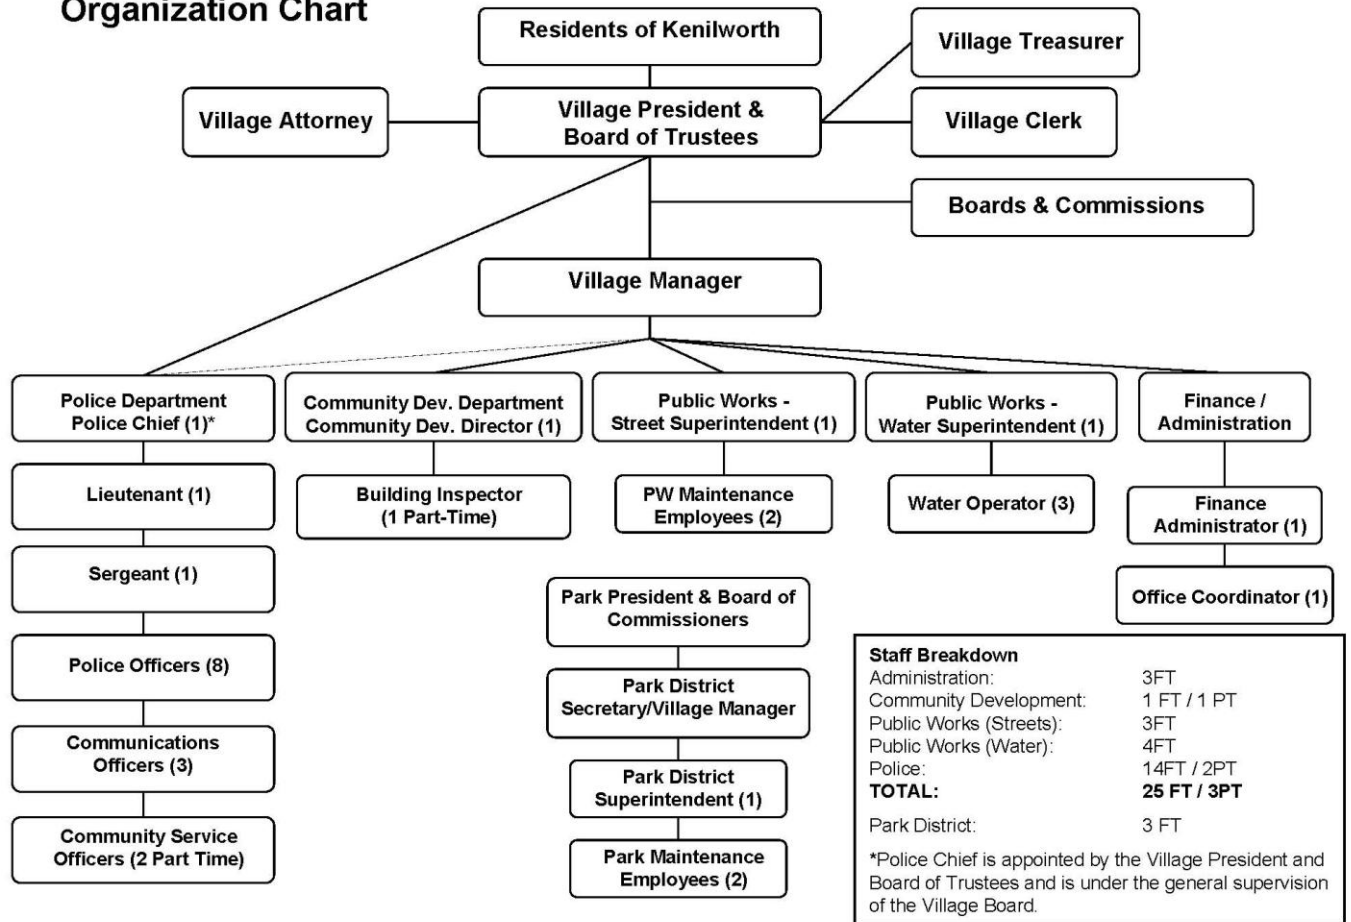 Organization Chart
Residents of Kenilworth
Village Treasurer
Village Attorney
Village President &
Board of Trustees
Village Clerk
Boards & Commissions
Village Manager
Police Department
Police Chief (1)*
Community Dev. Department
Community Dev. Director (1)
Public Works -
Street Superintendent (1)
Public Works -
Water Superintendent (1)
Finance /
Administration
Lieutenant (1)
Building Inspector
(1 Part-Time)
PW Maintenance
Employees (2)
Water Operator (3)
Finance
Administrator (1)
Sergeant (1)
Office Coordinator (1)
Police Officers (8)
Communications
Officers (3)
Community Service
Officers (2 Part Time)
Park President & Board of
Commissioners
Park District
Secretary/Village Manager
Park District
Superintendent (1)
Park Maintenance
Employees (2)
Staff Breakdown
Administration: 3FT
Community Development: 1 FT / 1 PT
Public Works (Streets): 3FT
Public Works (Water): 4FT
Police: 14FT / 2PT
TOTAL: 25 FT / 3PT
Park District: 3 FT
*Police Chief is appointed by the Village President and
Board of Trustees and is under the general supervision
of the Village Board.